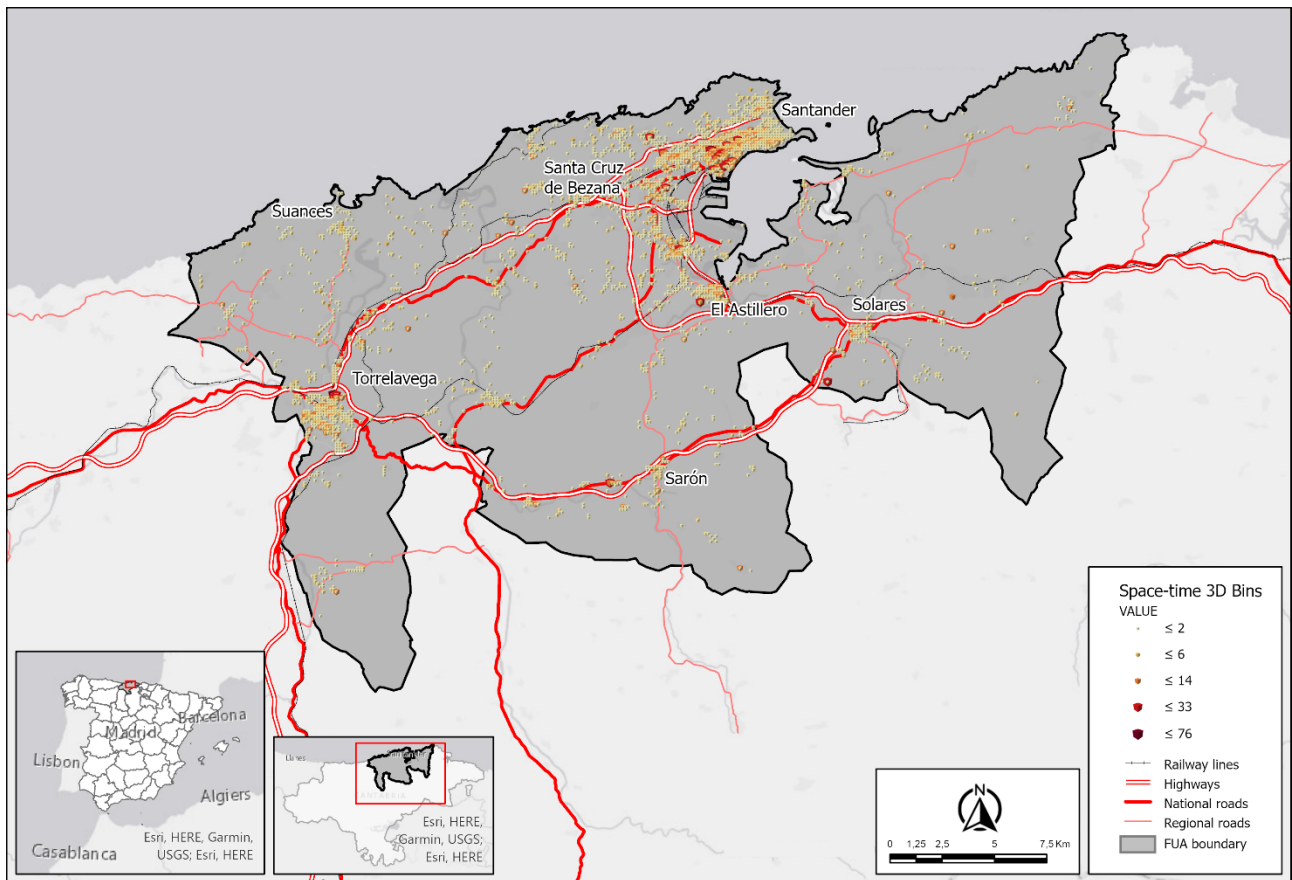 Santander
Santa Cruz
de Bezana
Suances
El Astillero
Solares
Torrelavega
Sarón
Space-time 3D Bins
VALUE
≤ 2
≤ 6
≤ 14
≤ 33
≤ 76
Railway lines
Highways
National roads
Regional roads
FUA boundary
N
0 1,25 2,5 5 7,5 Km
Barcelona
Madrid
Lisbon
Algiers
Casablanca
Esri, HERE, Garmin,
USGS; Esri, HERE
Esri, HERE,
Garmin, USGS;
Esri, HERE